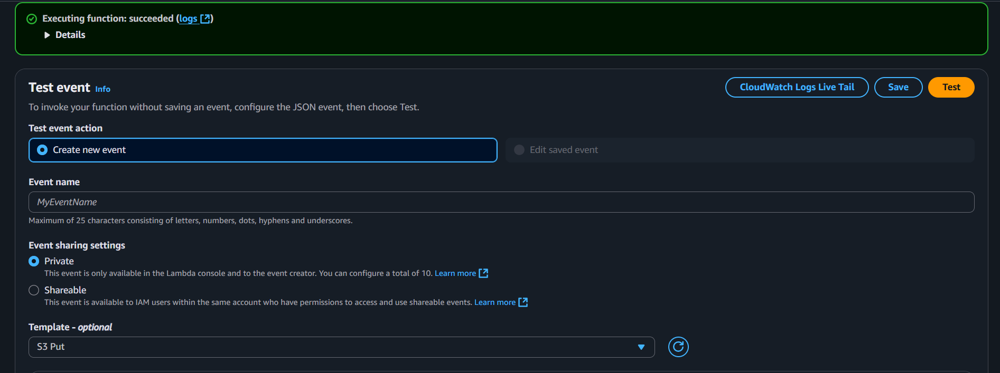 Executing function: succeeded (logs)
Details
Test event Info
CloudWatch Logs Live Tail
Save
Test
To invoke your function without saving an event, configure the JSON event, then choose Test.
Test event action
Create new event
Edit saved event
Event name
MyEventName
Maximum of 25 characters consisting of letters, numbers, dots, hyphens and underscores.
Event sharing settings
Private
This event is only available in the Lambda console and to the event creator. You can configure a total of 10. Learn more
Shareable
This event is available to IAM users within the same account who have permissions to access and use shareable events. Learn more
Template - optional
S3 Put